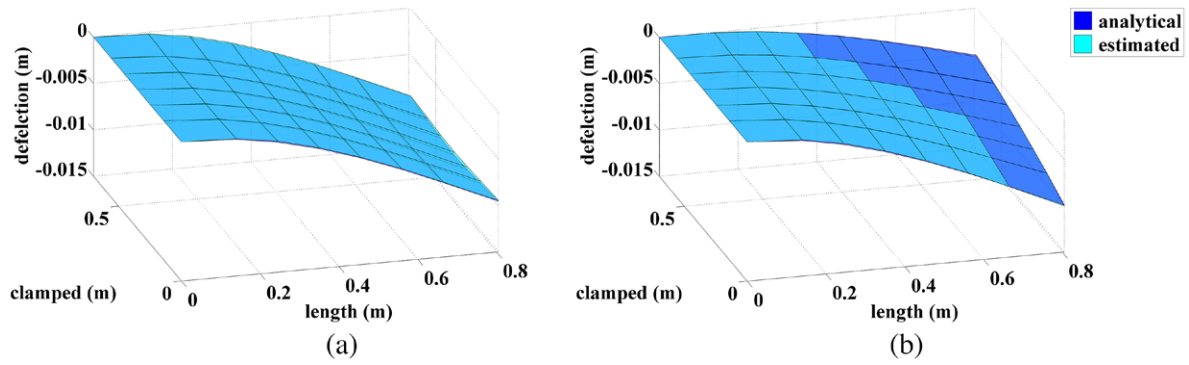 0
-0.005
-0.01
-0.015
defelction (m)
0.5
clamped (m)
0
0
0.2
0.4
0.6
0.8
length (m)
(a)
0
-0.005
-0.01
-0.015
defelction (m)
0.5
clamped (m)
0
0
0.2
0.4
0.6
0.8
length (m)
(b)
analytical
estimated